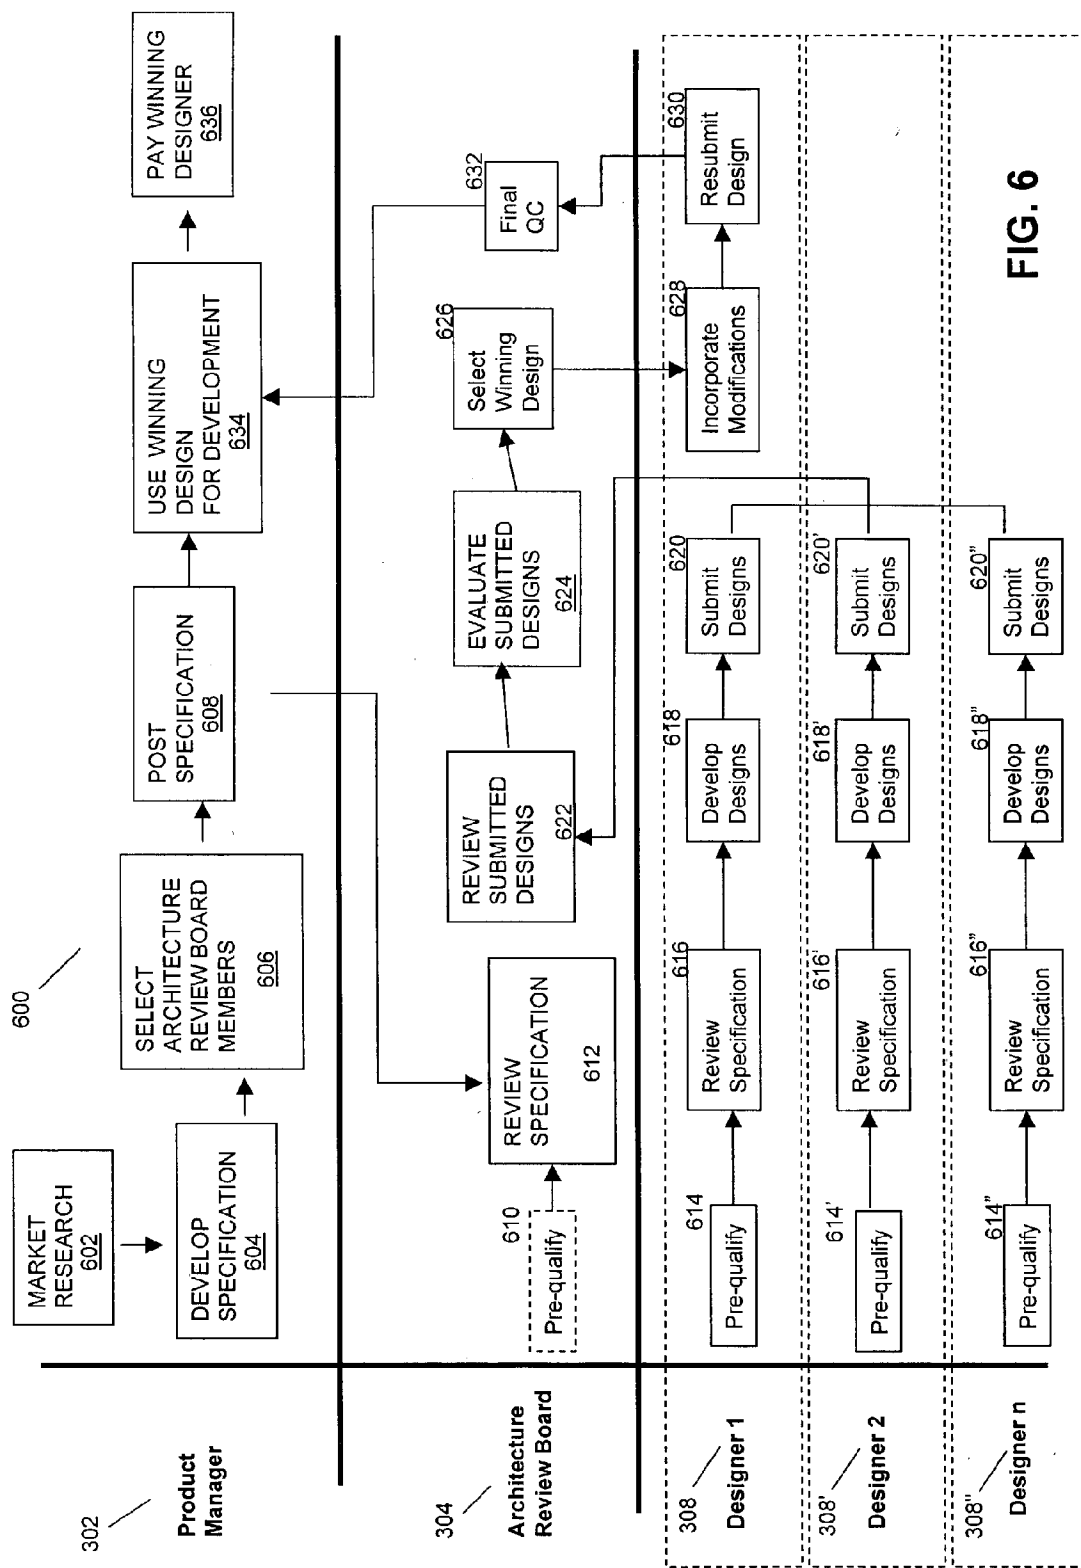 600
302
Product
Manager
MARKET
RESEARCH
602
DEVELOP
SPECIFICATION
604
SELECT
ARCHITECTURE
REVIEW BOARD
MEMBERS
606
POST
SPECIFICATION
608
USE WINNING
DESIGN
FOR DEVELOPMENT
634
PAY WINNING
DESIGNER
636
304
Architecture
Review Board
610
Pre-qualify
REVIEW
SPECIFICATION
612
REVIEW
SUBMITTED
DESIGNS
622
EVALUATE
SUBMITTED
DESIGNS
624
626
Select
Winning
Design
632
Final
QC
308
Designer 1
614
Pre-qualify
616
Review
Specification
618
Develop
Designs
620
Submit
Designs
628
Incorporate
Modifications
630
Resubmit
Design
308'
Designer 2
614'
Pre-qualify
616'
Review
Specification
618'
Develop
Designs
620'
Submit
Designs
308"
Designer n
614"
Pre-qualify
616"
Review
Specification
618"
Develop
Designs
620"
Submit
Designs
FIG. 6